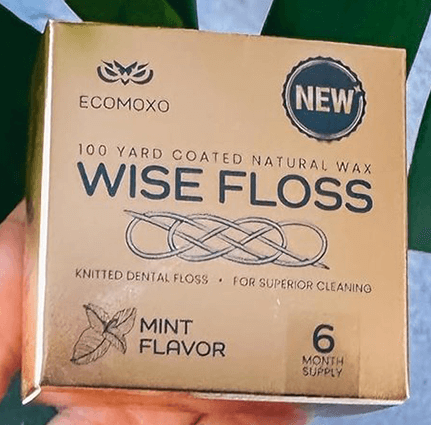 ECOMOXO
NEW
100 YARD COATED NATURAL WAX
WISE FLOSS
KNITTED DENTAL FLOSS • FOR SUPERIOR CLEANING
MINT
FLAVOR
6
MONTH
SUPPLY